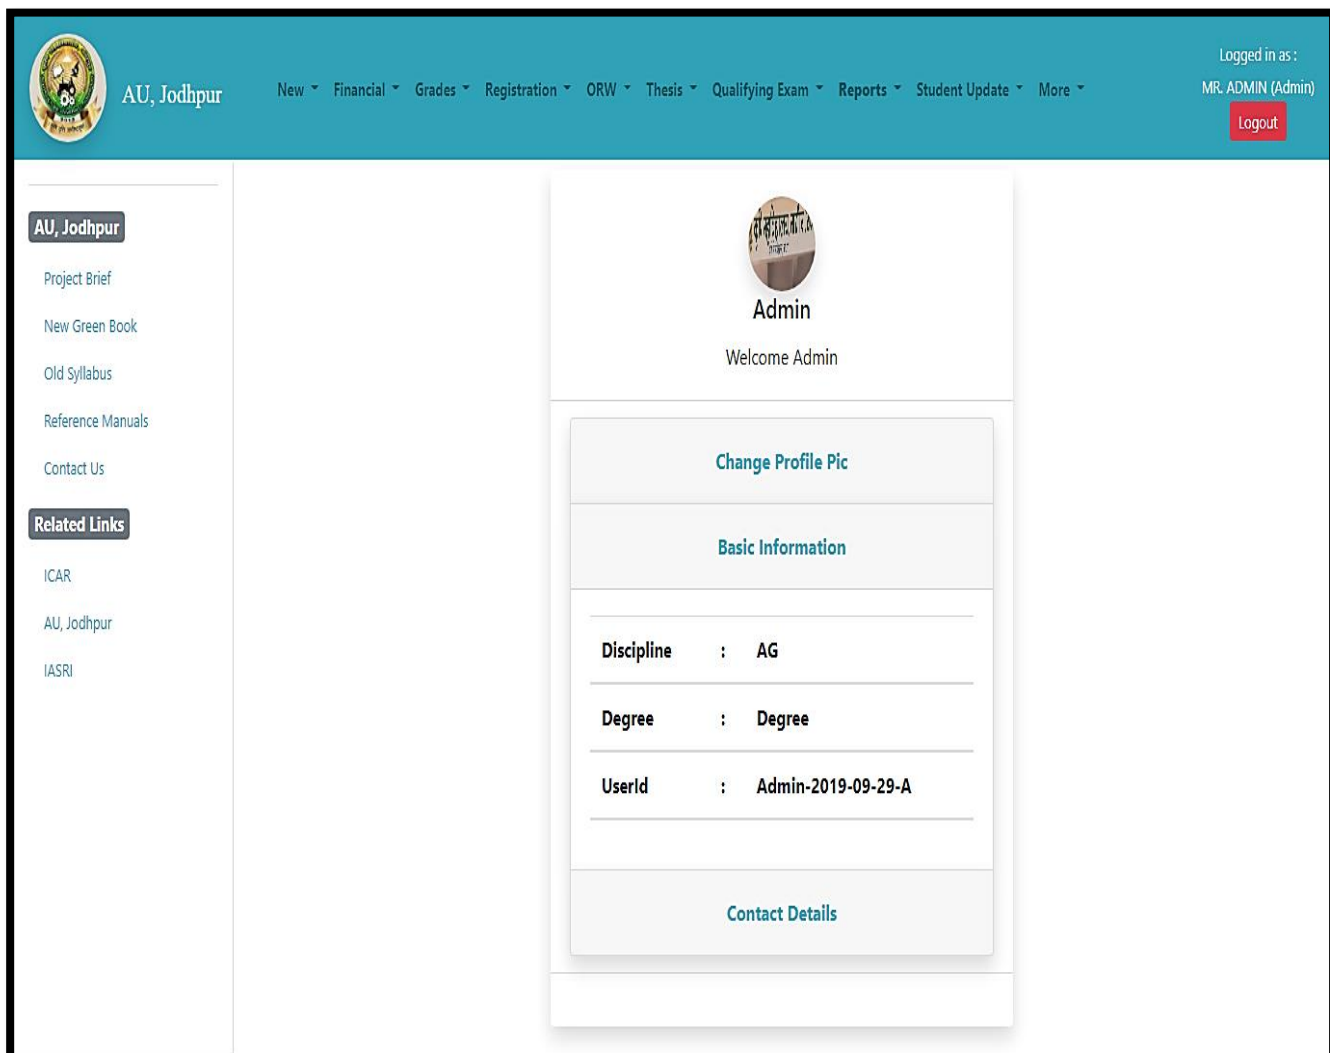 AU, Jodhpur
New Financial Grades Registration ORW Thesis Qualifying Exam Reports Student Update More
Logged in as :
MR. ADMIN (Admin)
Logout
AU, Jodhpur
Project Brief
New Green Book
Old Syllabus
Reference Manuals
Contact Us
Related Links
ICAR
AU, Jodhpur
IASRI
Admin
Welcome Admin
Change Profile Pic
Basic Information
Discipline : AG
Degree : Degree
UserId : Admin-2019-09-29-A
Contact Details